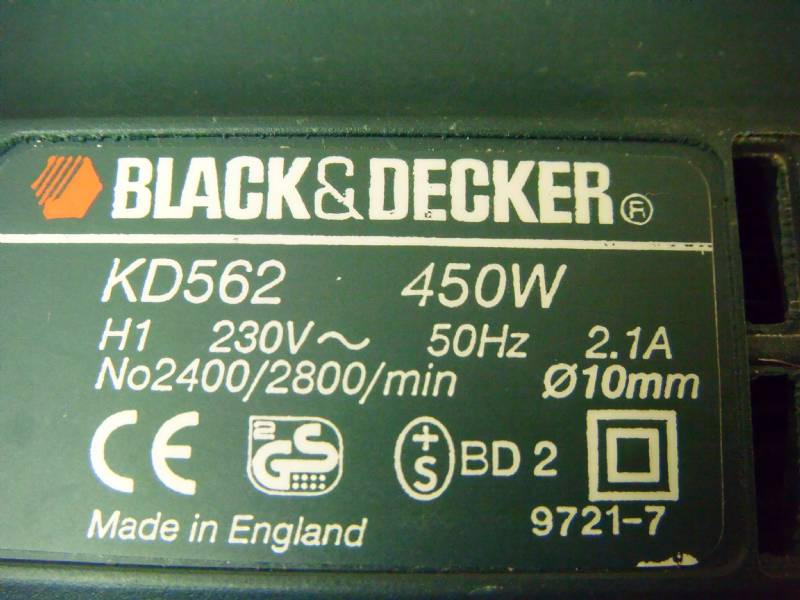 BLACK&DECKER®
KD562 450W
H1 230V~ 50Hz 2.1A
No2400/2800/min Ø10mm
CE 2 GS +S BD 2
Made in England 9721-7